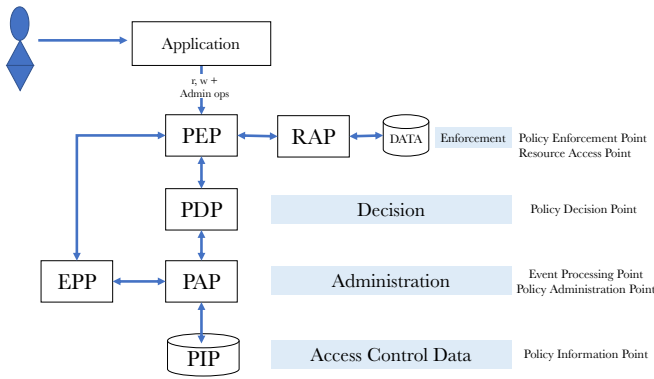 Application
r, w +
Admin ops
PEP
RAP
DATA
Enforcement
Policy Enforcement Point
Resource Access Point
PDP
Decision
Policy Decision Point
EPP
PAP
Administration
Event Processing Point
Policy Administration Point
PIP
Access Control Data
Policy Information Point